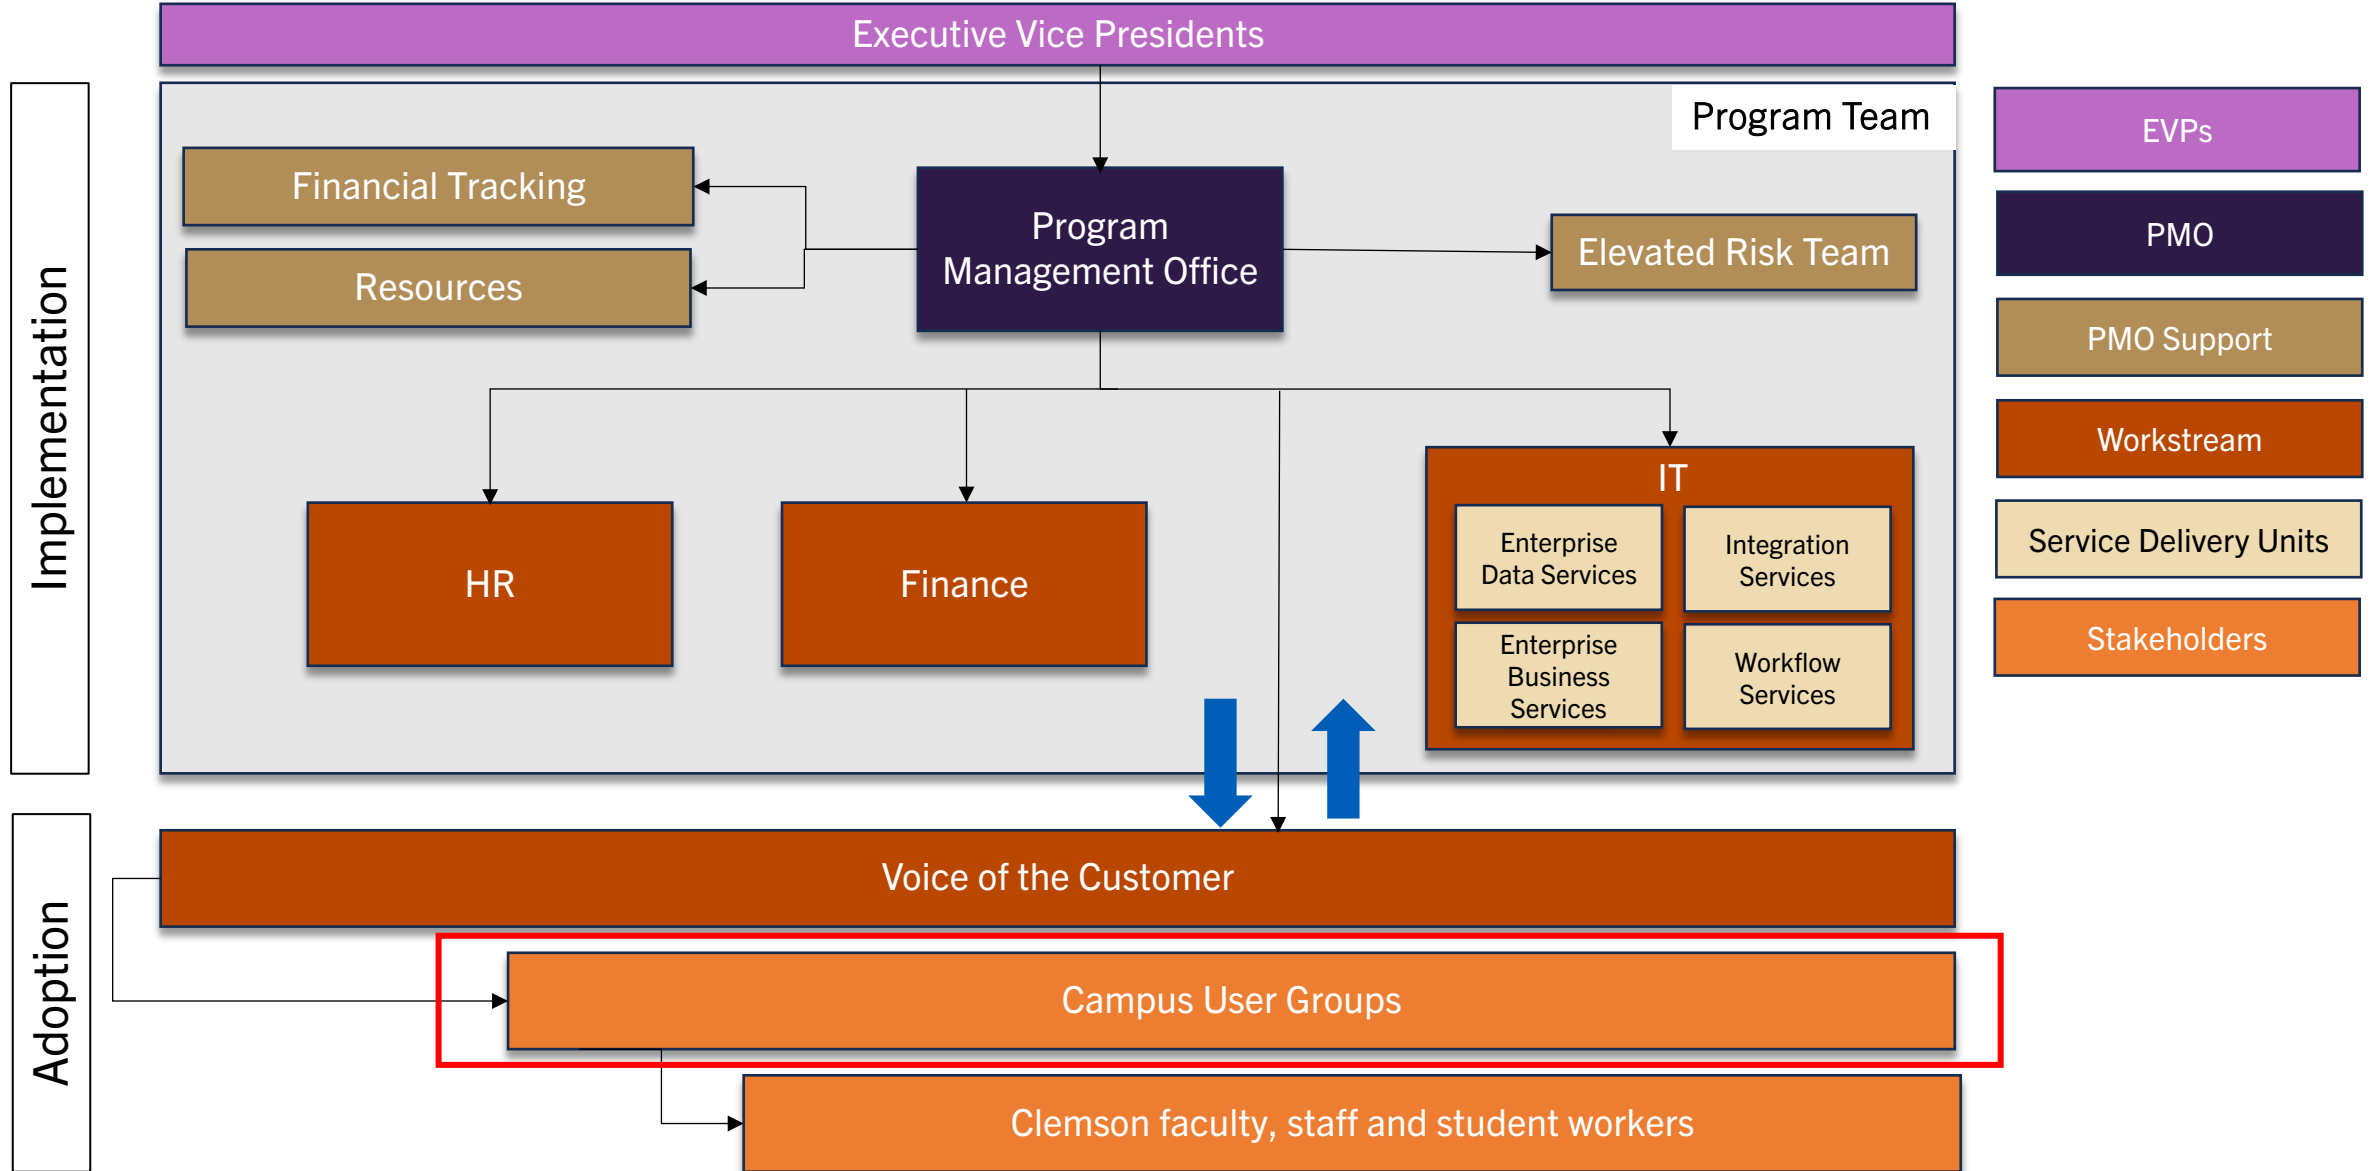 Executive Vice Presidents
Implementation
Program Team
Financial Tracking
Resources
Program
Management Office
Elevated Risk Team
HR
Finance
IT
Enterprise
Data Services
Integration
Services
Enterprise
Business
Services
Workflow
Services
EVPs
PMO
PMO Support
Workstream
Service Delivery Units
Stakeholders
Adoption
Voice of the Customer
Campus User Groups
Clemson faculty, staff and student workers